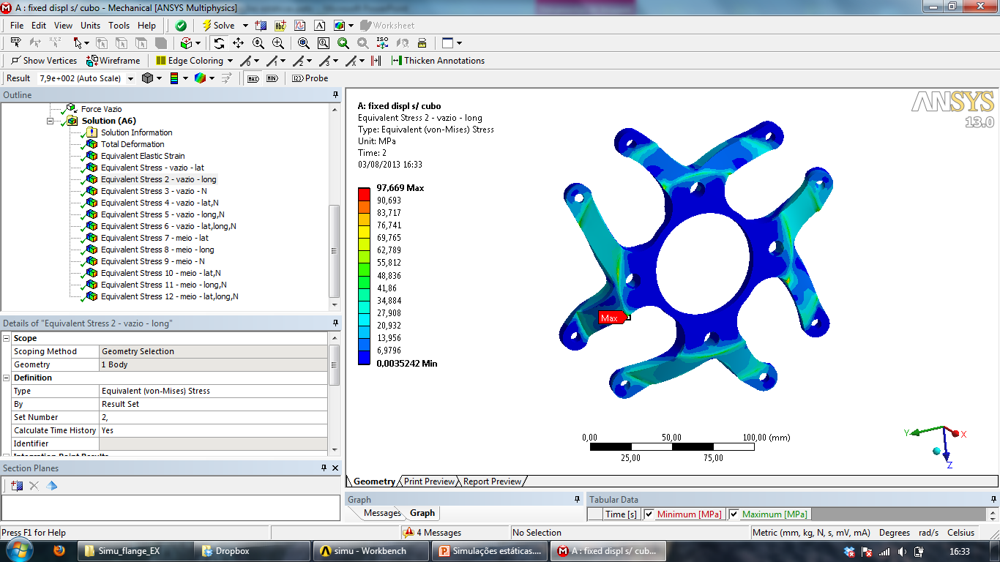 A : fixed displ s/ cubo - Mechanical [ANSYS Multiphysics]
File Edit View Units Tools Help Solve Worksheet
Show Vertices Wireframe Edge Coloring Thicken Annotations
Result 7,9e+002 (Auto Scale) MAX MIN Probe
Outline
Force Vazio
Solution (A6)
Solution Information
Total Deformation
Equivalent Elastic Strain
Equivalent Stress - vazio - lat
Equivalent Stress 2 - vazio - long
Equivalent Stress 3 - vazio - N
Equivalent Stress 4 - vazio - lat,N
Equivalent Stress 5 - vazio - long,N
Equivalent Stress 6 - vazio - lat,long,N
Equivalent Stress 7 - meio - lat
Equivalent Stress 8 - meio - long
Equivalent Stress 9 - meio - N
Equivalent Stress 10 - meio - lat,N
Equivalent Stress 11 - meio - long,N
Equivalent Stress 12 - meio - lat,long,N
Details of "Equivalent Stress 2 - vazio - long"
Scope
Scoping Method Geometry Selection
Geometry 1 Body
Definition
Type Equivalent (von-Mises) Stress
By Result Set
Set Number 2,
Calculate Time History Yes
Identifier
Integration Point Results
Section Planes
A: fixed displ s/ cubo
Equivalent Stress 2 - vazio - long
Type: Equivalent (von-Mises) Stress
Unit: MPa
Time: 2
03/08/2013 16:33
97,669 Max
90,693
83,717
76,741
69,765
62,789
55,812
48,836
41,86
34,884
27,908
20,932
13,956
6,9796
0,0035242 Min
ANSYS
13.0
Max
0,00 50,00 100,00 (mm)
25,00 75,00
Y X
Z
Geometry Print Preview Report Preview
Graph
Messages Graph
Tabular Data
Time [s] Minimum [MPa] Maximum [MPa]
Press F1 for Help 4 Messages No Selection Metric (mm, kg, N, s, mV, mA) Degrees rad/s Celsius
Simu_flange_EX Dropbox simu - Workbench Simulações estáticas.... A : fixed displ s/ cub... 16:33